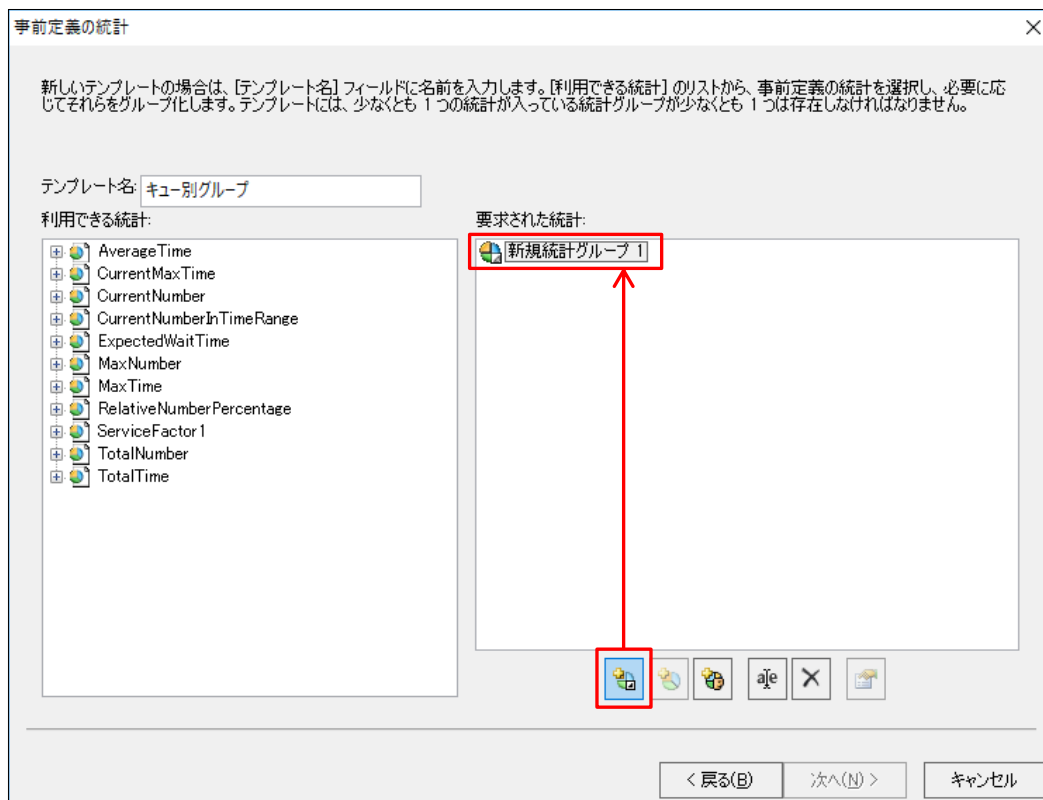 事前定義の統計
新しいテンプレートの場合は、[テンプレート名] フィールドに名前を入力します。[利用できる統計] のリストから、事前定義の統計を選択し、必要に応
じてそれらをグループ化します。テンプレートには、少なくとも 1 つの統計が入っている統計グループが少なくとも 1 つは存在しなければなりません。
テンプレート名: キュー別グループ
利用できる統計:
要求された統計:
AverageTime
CurrentMaxTime
CurrentNumber
CurrentNumberInTimeRange
ExpectedWaitTime
MaxNumber
MaxTime
RelativeNumberPercentage
ServiceFactor1
TotalNumber
TotalTime
新規統計グループ 1
a|e
< 戻る(B)
次へ(N) >
キャンセル